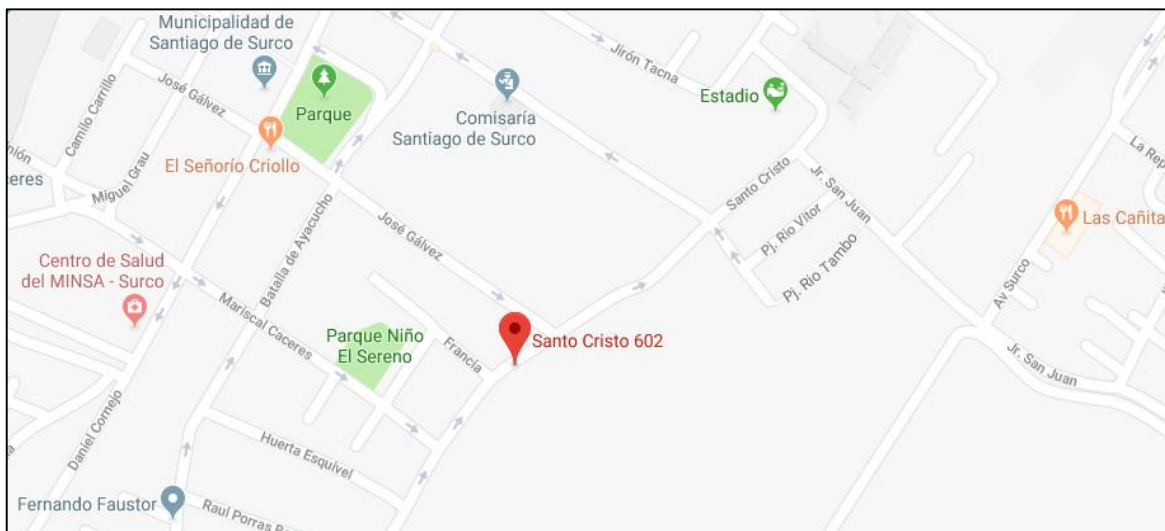 Municipalidad de
Santiago de Surco
José Gálvez
Camilo Carrillo
Parque
Jirón Tacna
Estadio
Comisaría
Santiago de Surco
El Señorío Criollo
Miguel Grau
Santo Cristo
Jr. San Juan
Pj. Rio Vitor
Pj. Rio Tambo
Las Cañita
Av Surco
José Gálvez
Batalla de Ayacucho
Centro de Salud
del MINSA - Surco
Mariscal Caceres
Parque Niño
El Sereno
Francia
Santo Cristo 602
Jr. San Juan
Daniel Cornejo
Huerta Esquivel
Fernando Faustor
Raul Porras